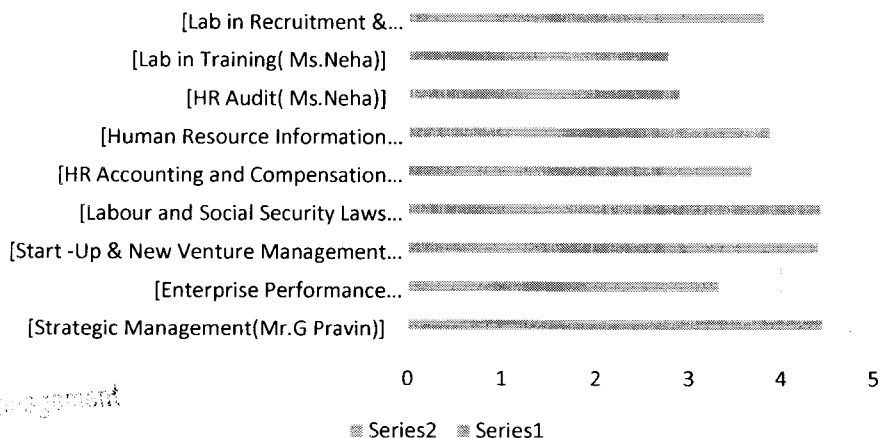 [Lab in Recruitment &...
[Lab in Training( Ms.Neha)]
[HR Audit( Ms.Neha)]
[Human Resource Information...
[HR Accounting and Compensation...
[Labour and Social Security Laws...
[Start -Up & New Venture Management...
[Enterprise Performance...
[Strategic Management(Mr.G Pravin)]
0 1 2 3 4 5
Series2 Series1